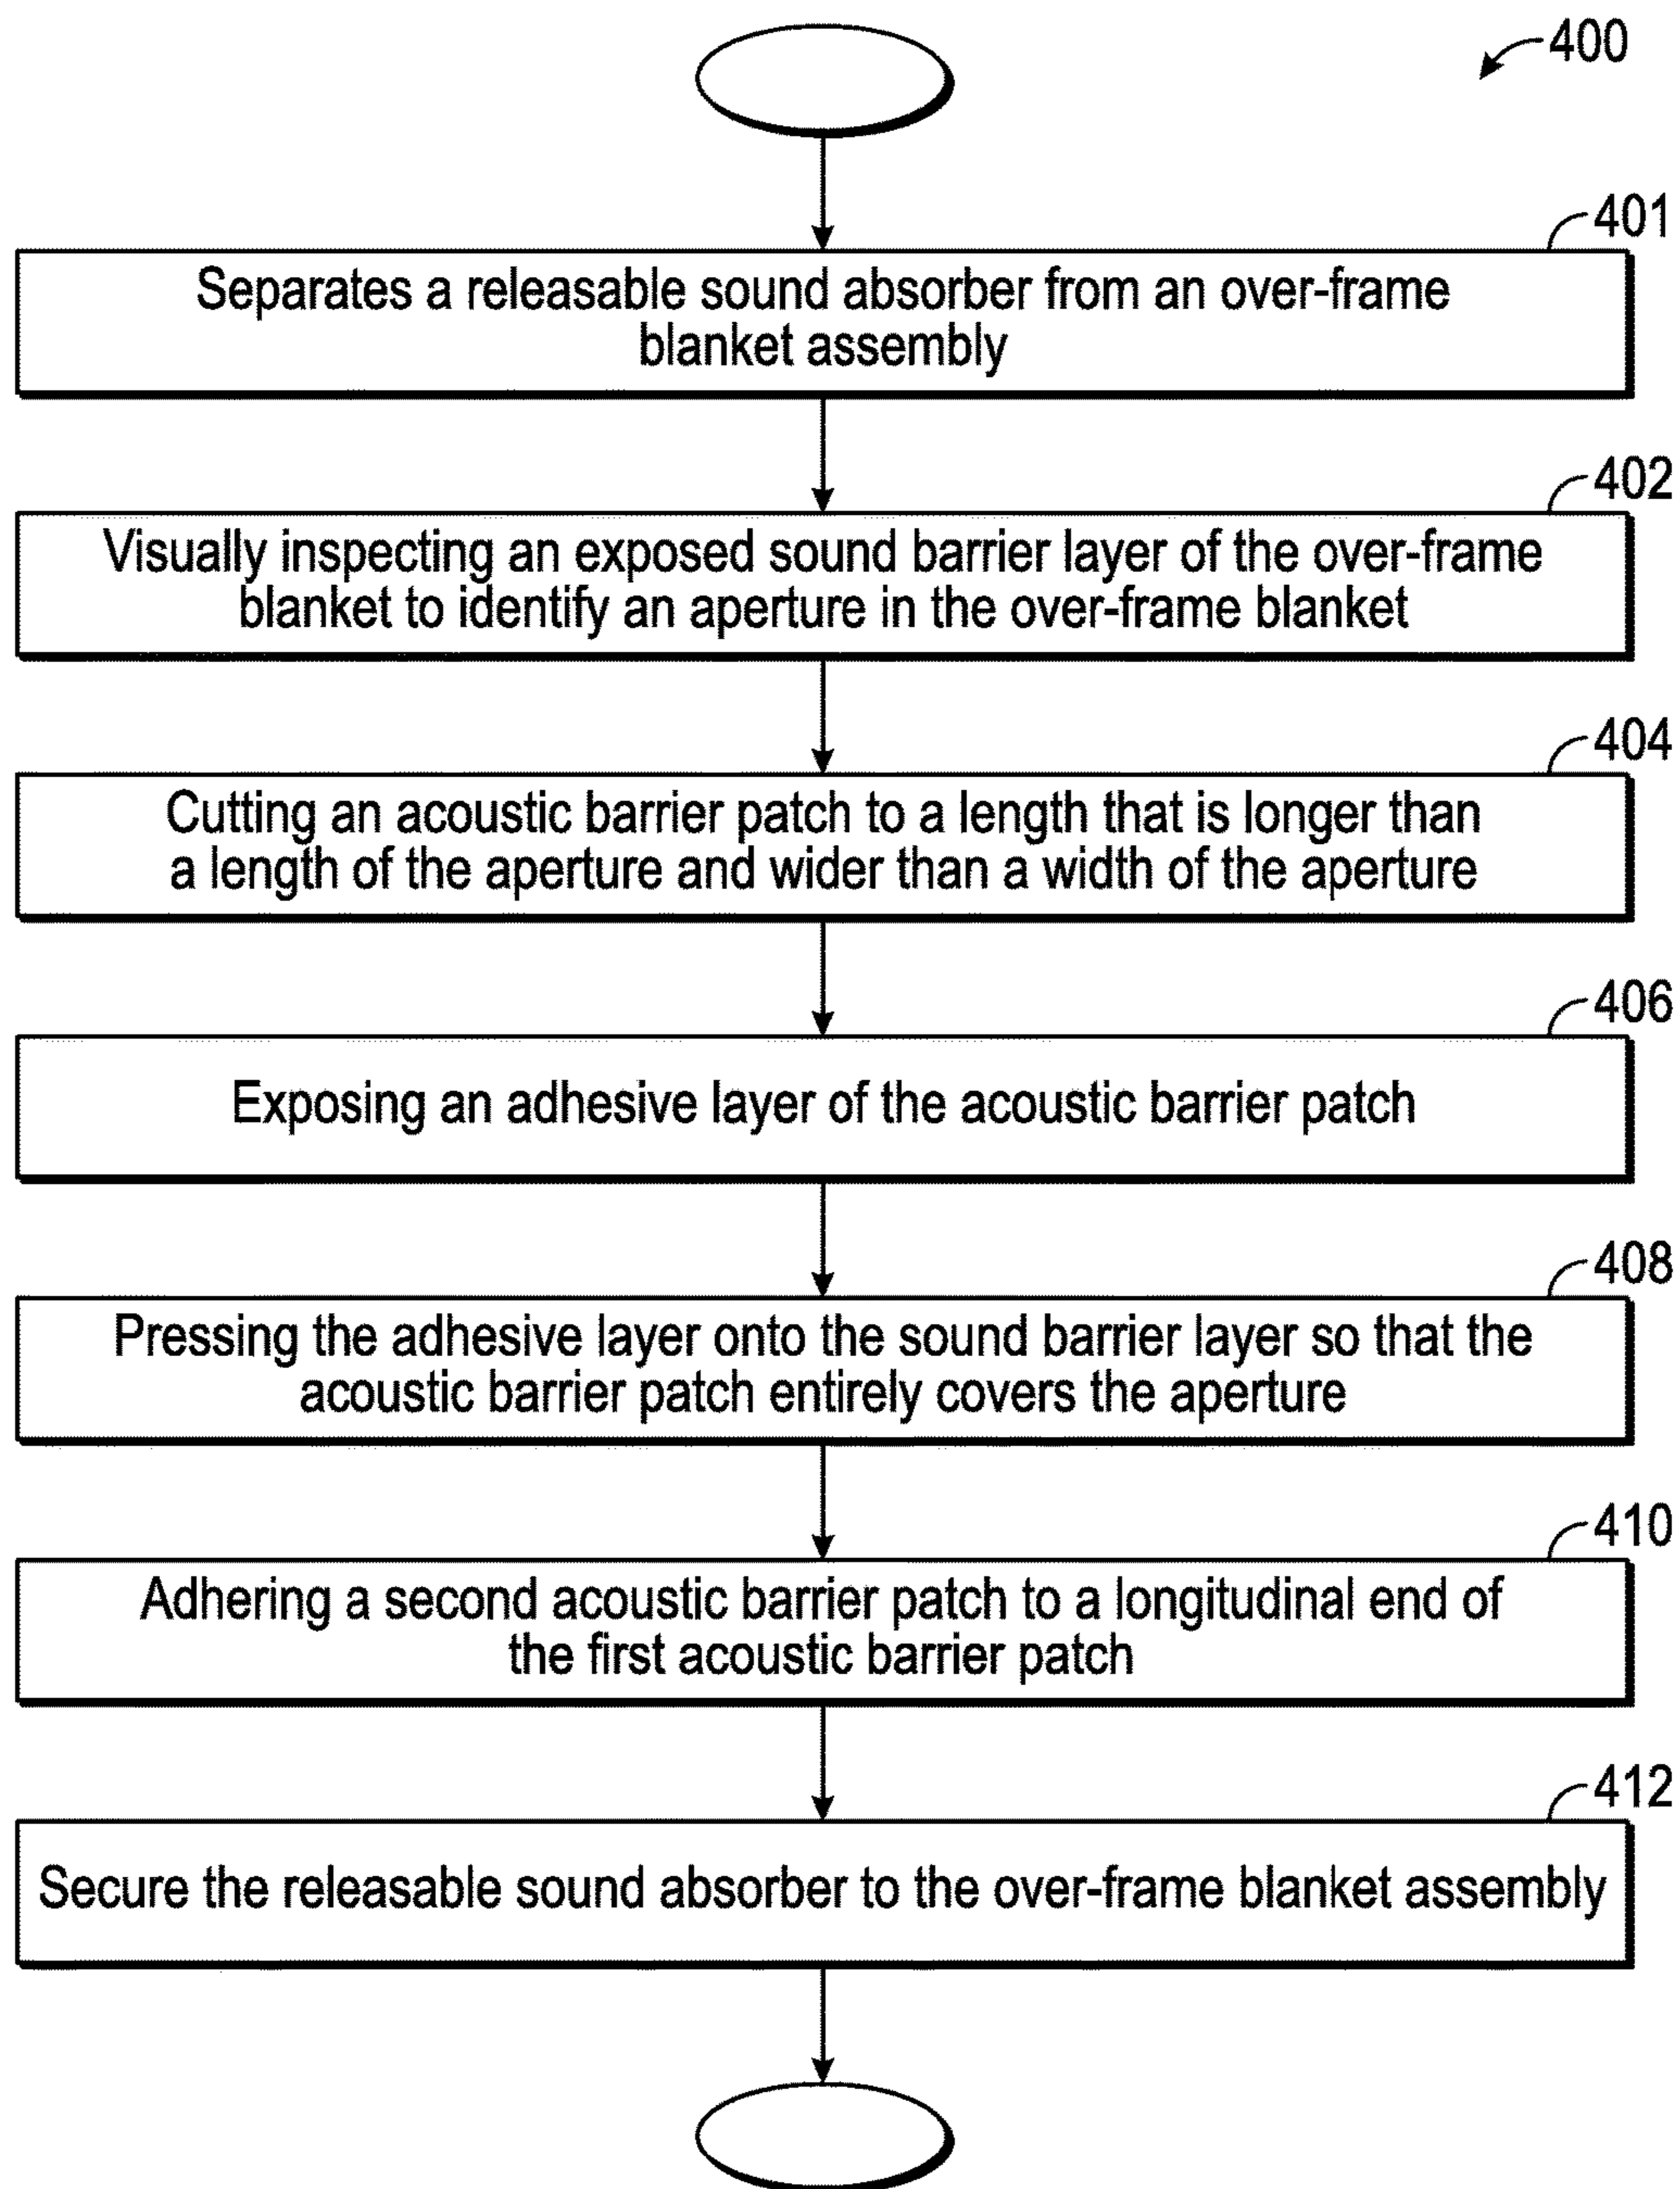 400
401
Separates a releasable sound absorber from an over-frame
blanket assembly
402
Visually inspecting an exposed sound barrier layer of the over-frame
blanket to identify an aperture in the over-frame blanket
404
Cutting an acoustic barrier patch to a length that is longer than
a length of the aperture and wider than a width of the aperture
406
Exposing an adhesive layer of the acoustic barrier patch
408
Pressing the adhesive layer onto the sound barrier layer so that the
acoustic barrier patch entirely covers the aperture
410
Adhering a second acoustic barrier patch to a longitudinal end of
the first acoustic barrier patch
412
Secure the releasable sound absorber to the over-frame blanket assembly